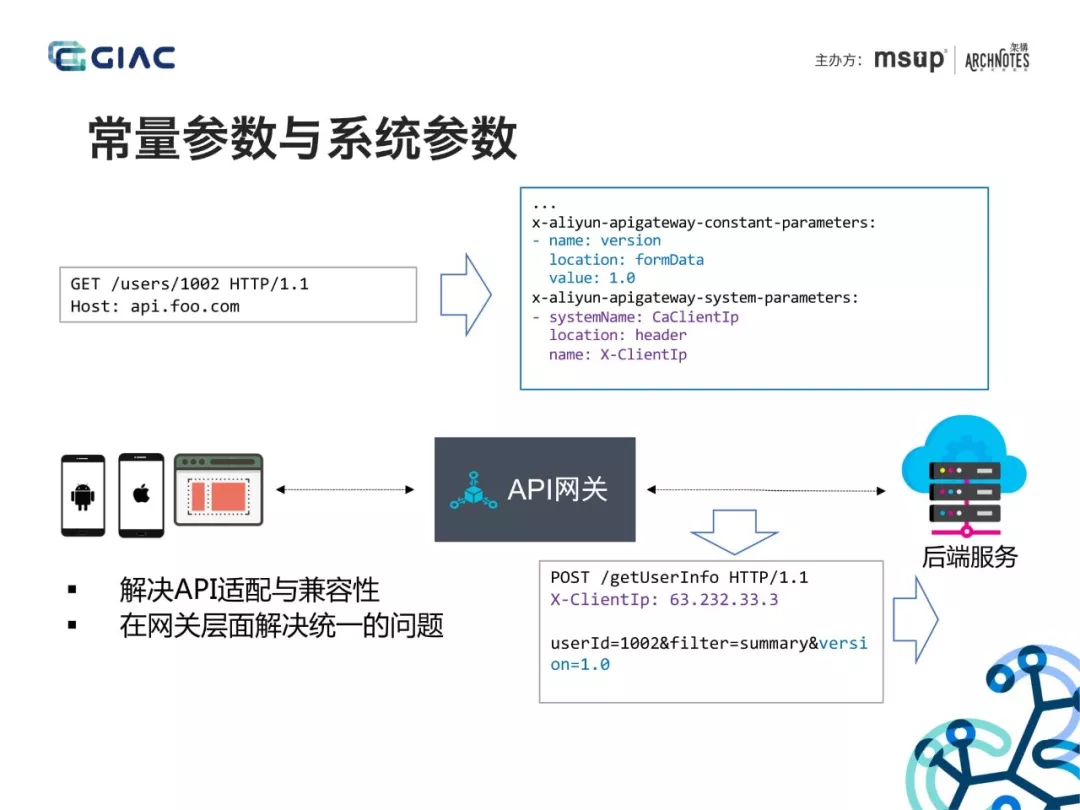 GIAC
主办方：
msup
架构
ARCHNOTES
常量参数与系统参数
GET /users/1002 HTTP/1.1
Host: api.foo.com
...
x-aliyun-apigateway-constant-parameters:
- name: version
location: formData
value: 1.0
x-aliyun-apigateway-system-parameters:
- systemName: CaClientIp
location: header
name: X-ClientIp
API网关
后端服务
▪ 解决API适配与兼容性
▪ 在网关层面解决统一的问题
POST /getUserInfo HTTP/1.1
X-ClientIp: 63.232.33.3
userId=1002&filter=summary&versi
on=1.0